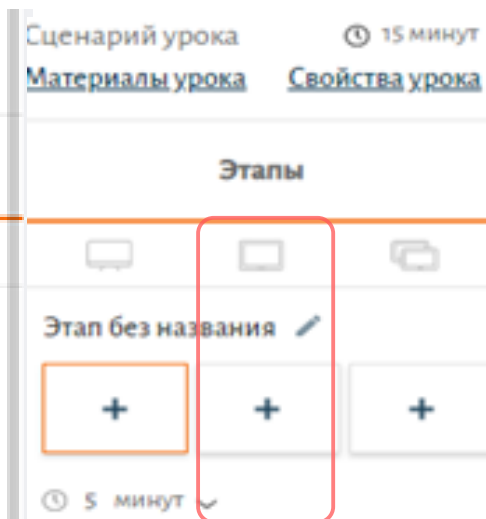 Сценарий урока 15 минут
Материалы урока Свойства урока
Этапы
Этап без названия
+ + +
5 минут